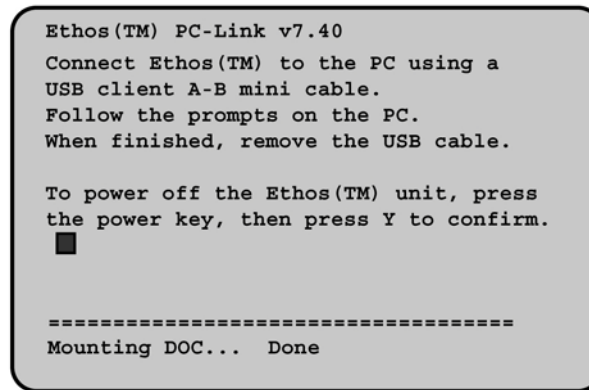 Ethos(TM) PC-Link v7.40
Connect Ethos(TM) to the PC using a
USB client A-B mini cable.
Follow the prompts on the PC.
When finished, remove the USB cable.
To power off the Ethos(TM) unit, press
the power key, then press Y to confirm.
====================================
Mounting DOC... Done